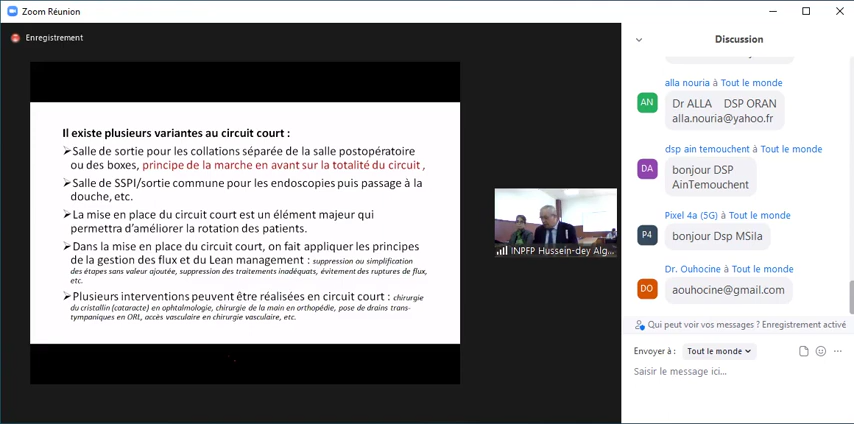 Zoom Réunion
Enregistrement
Il existe plusieurs variantes au circuit court :
➢Salle de sortie pour les collations séparée de la salle postopératoire
ou des boxes, principe de la marche en avant sur la totalité du circuit ,
➢Salle de SSPI/sortie commune pour les endoscopies puis passage à la
douche, etc.
➢La mise en place du circuit court est un élément majeur qui
permettra d'améliorer la rotation des patients.
➢Dans la mise en place du circuit court, on fait appliquer les principes
de la gestion des flux et du Lean management : suppression ou simplification
des étapes sans valeur ajoutée, suppression des traitements inadéquats, évitement des ruptures de flux,
etc.
➢Plusieurs interventions peuvent être réalisées en circuit court : chirurgie
du cristallin (cataracte) en ophtalmologie, chirurgie de la main en orthopédie, pose de drains trans-
tympaniques en ORL, accès vasculaire en chirurgie vasculaire, etc.
INPFP Hussein-dey Alg...
Discussion
alla nouria à Tout le monde
AN
Dr ALLA DSP ORAN
alla.nouria@yahoo.fr
dsp ain temouchent à Tout le monde
DA
bonjour DSP
AinTemouchent
Pixel 4a (5G) à Tout le monde
P4
bonjour Dsp MSila
Dr. Ouhocine à Tout le monde
DO
aouhocine@gmail.com
Qui peut voir vos messages ? Enregistrement activé
Envoyer à : Tout le monde
Saisir le message ici...